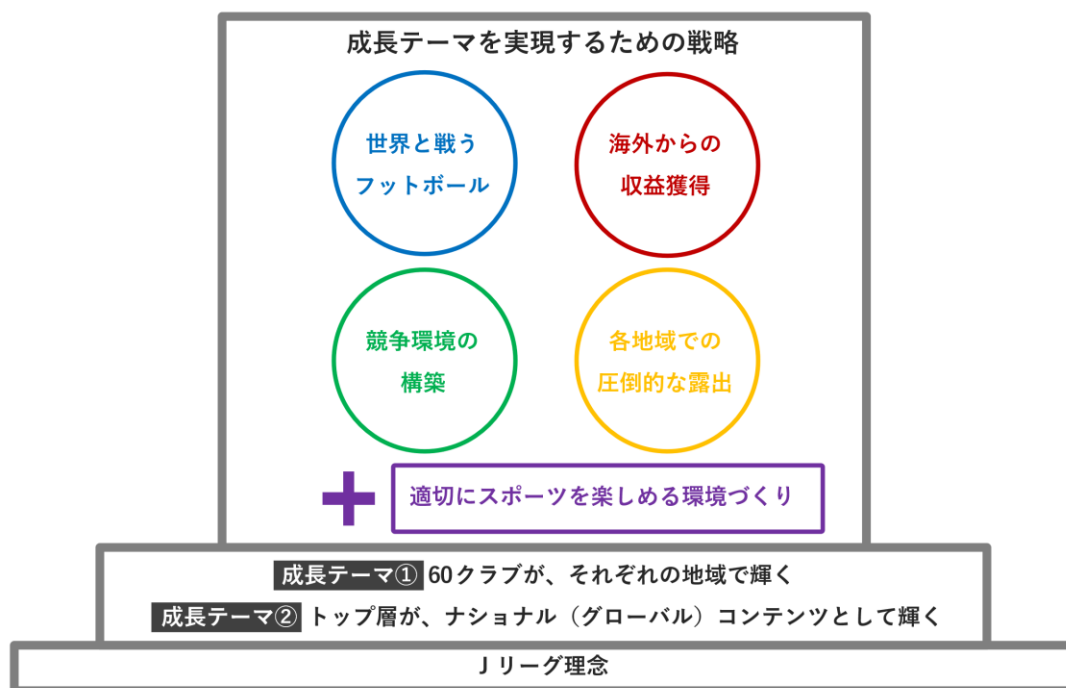 成長テーマを実現するための戦略
世界と戦う
フットボール
海外からの
収益獲得
競争環境の
構築
各地域での
圧倒的な露出
+
適切にスポーツを楽しめる環境づくり
成長テーマ① 60クラブが、それぞれの地域で輝く
成長テーマ② トップ層が、ナショナル（グローバル）コンテンツとして輝く
Ｊリーグ理念